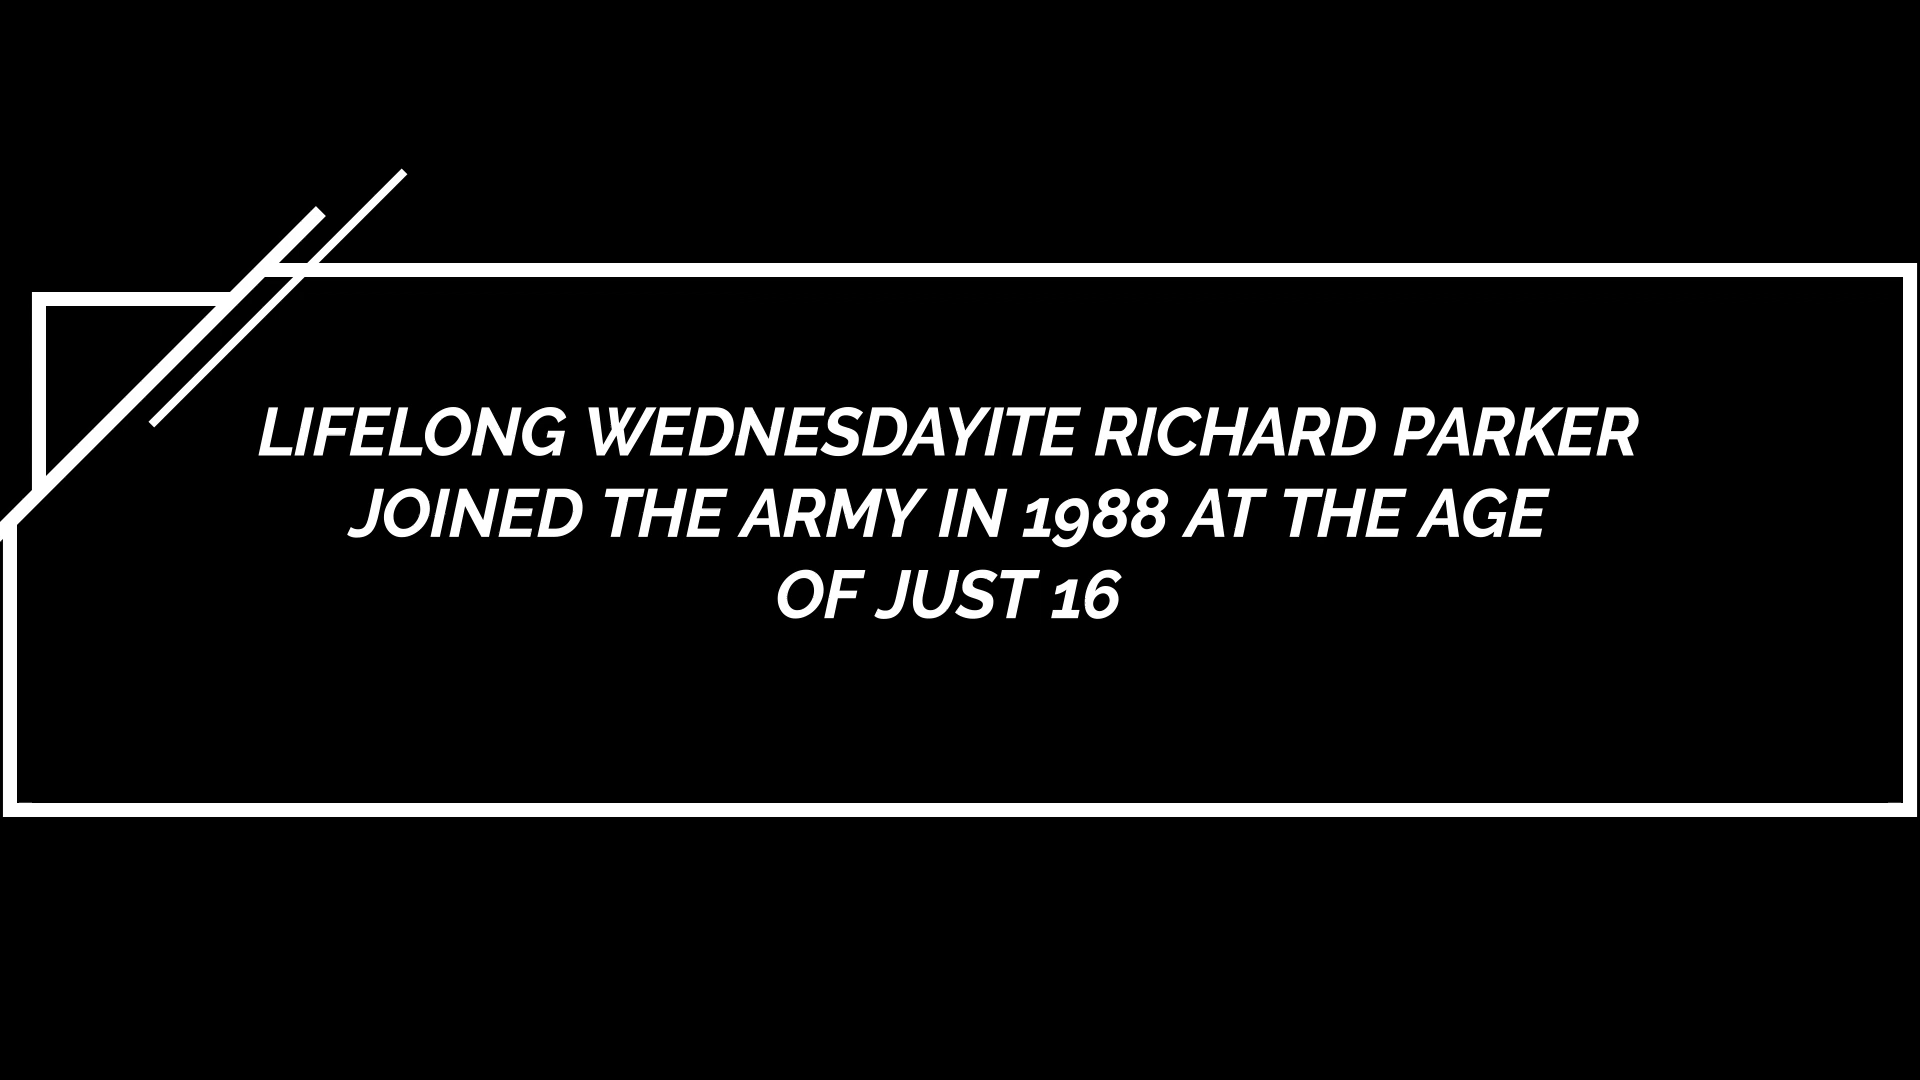 LIFELONG WEDNESDAYITE RICHARD PARKER
JOINED THE ARMY IN 1988 AT THE AGE
OF JUST 16